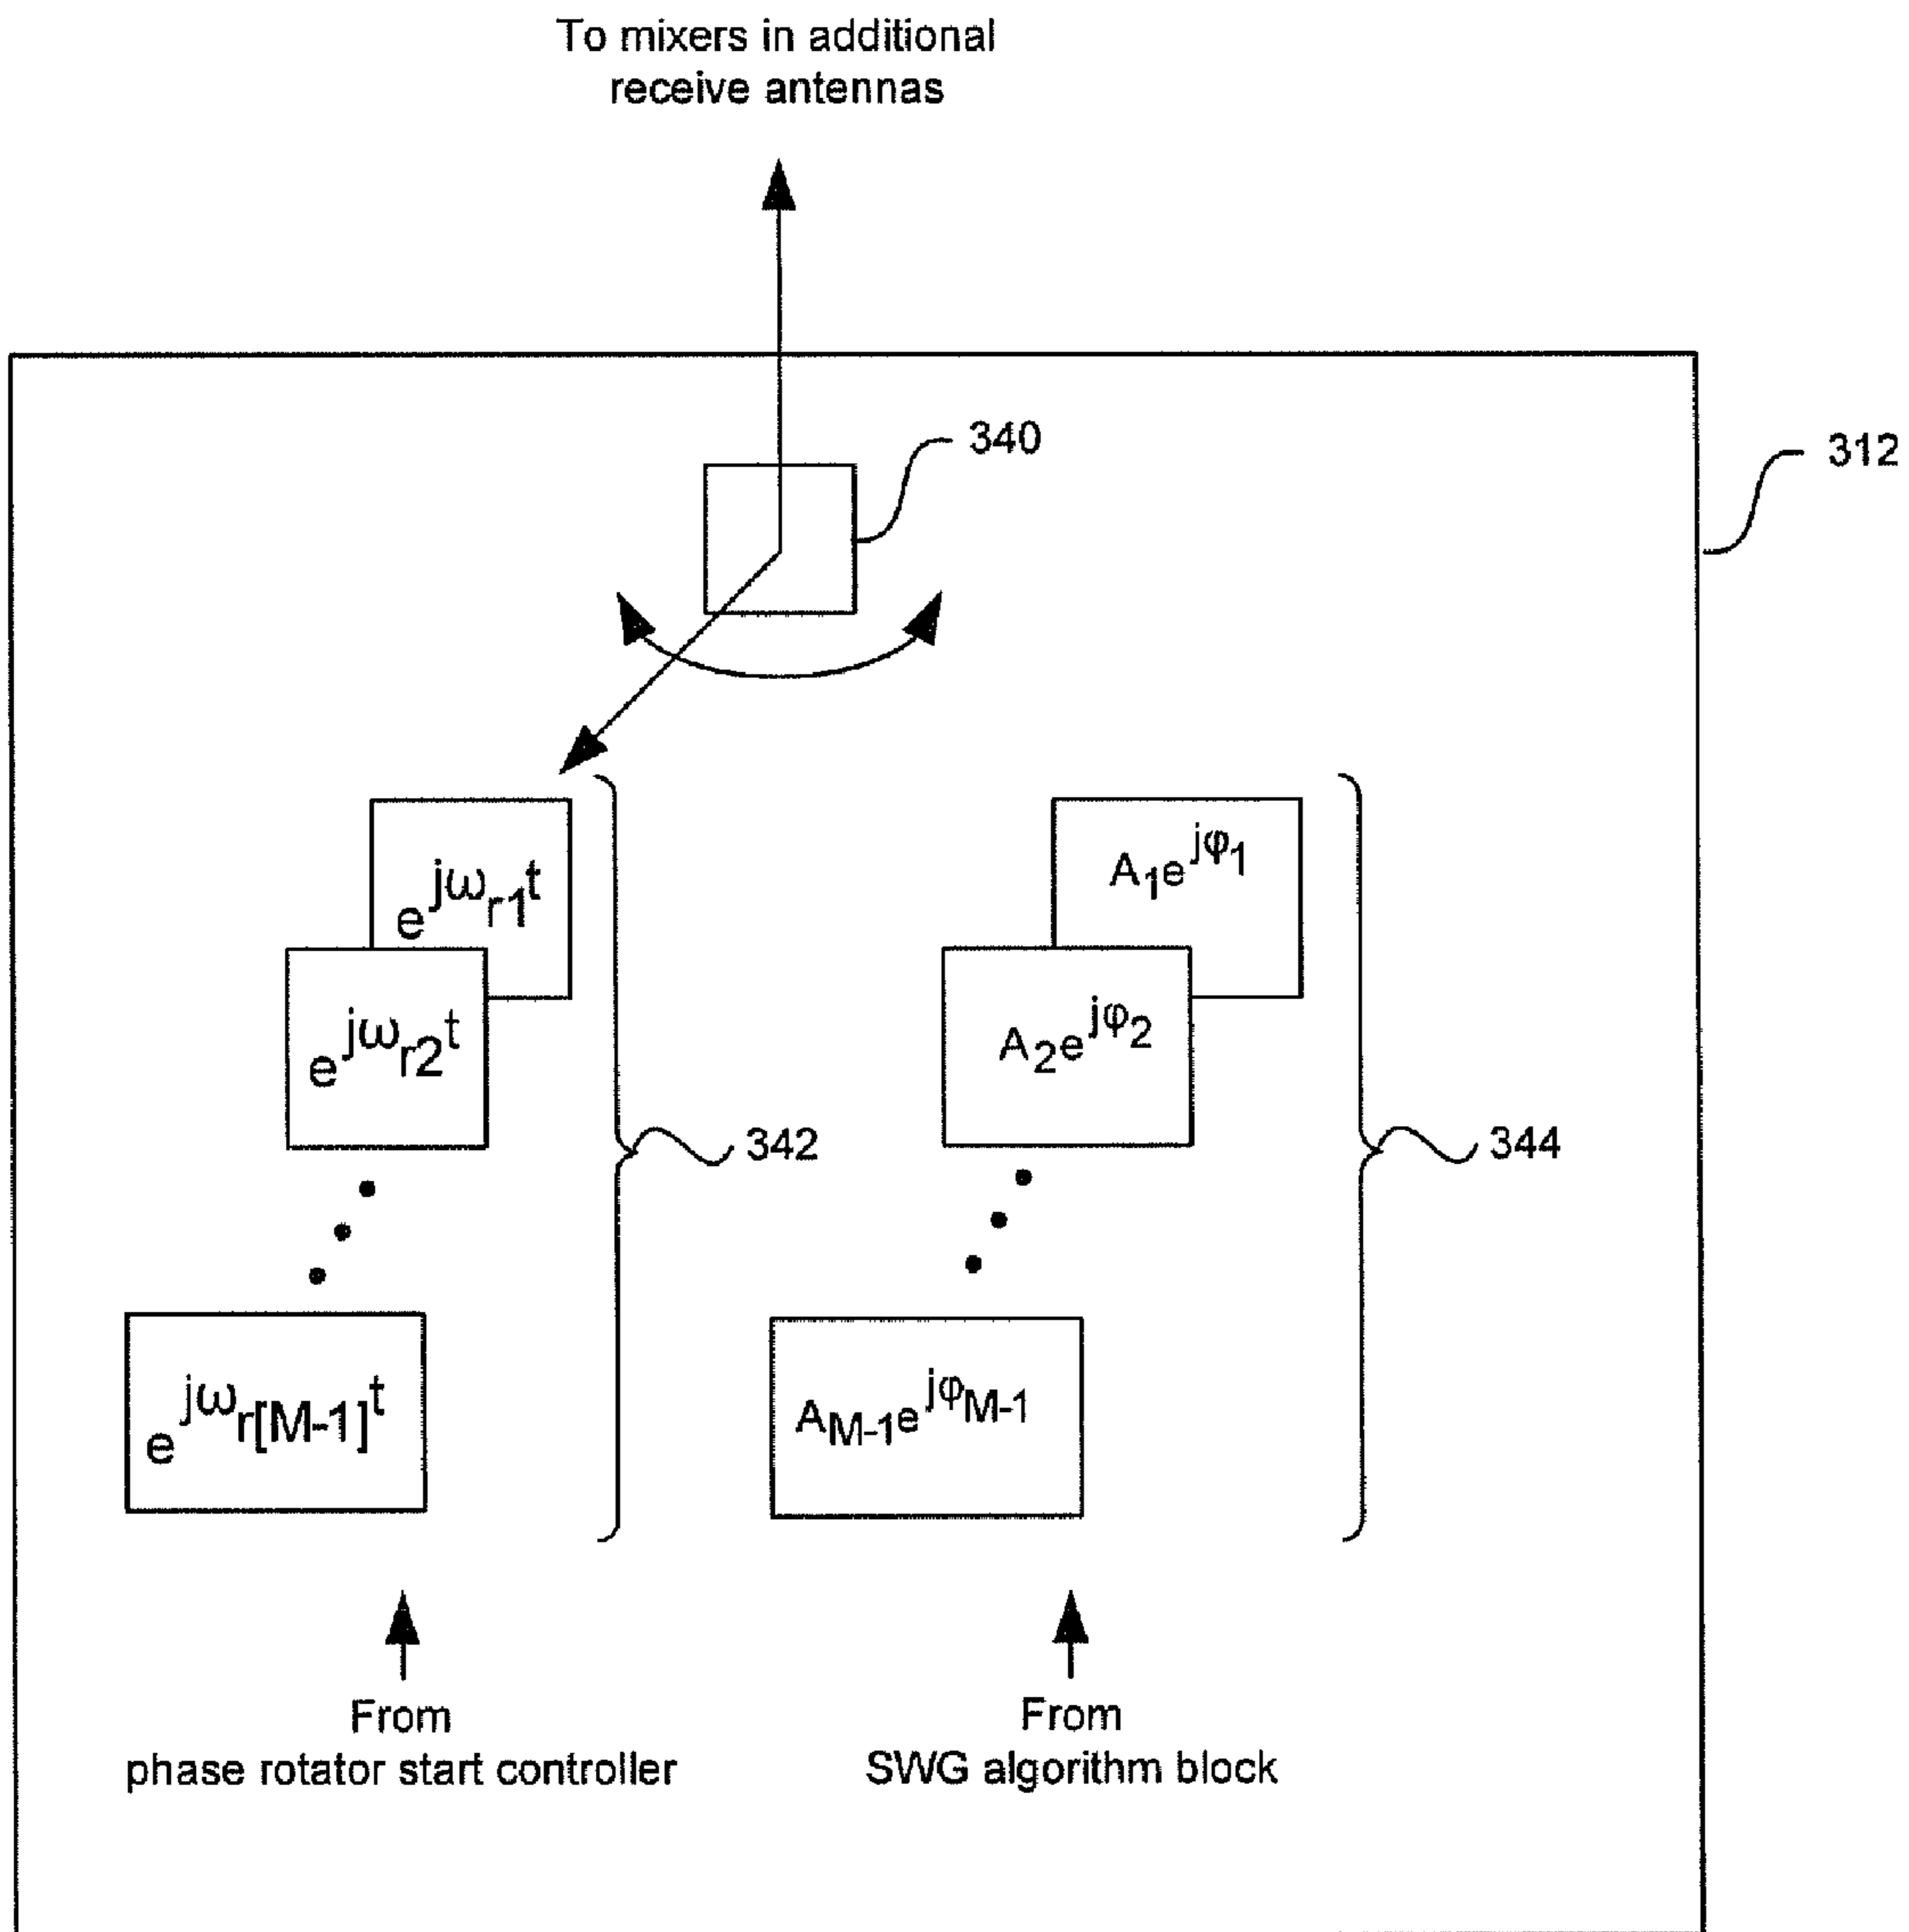 To mixers in additional
receive antennas
340
312
e^{jω_{r1}t}
A_1e^{jφ_1}
e^{jω_{r2}t}
A_2e^{jφ_2}
342
344
e^{jω_{r[M-1]}t}
A_{M-1}e^{jφ_{M-1}}
From
phase rotator start controller
From
SWG algorithm block